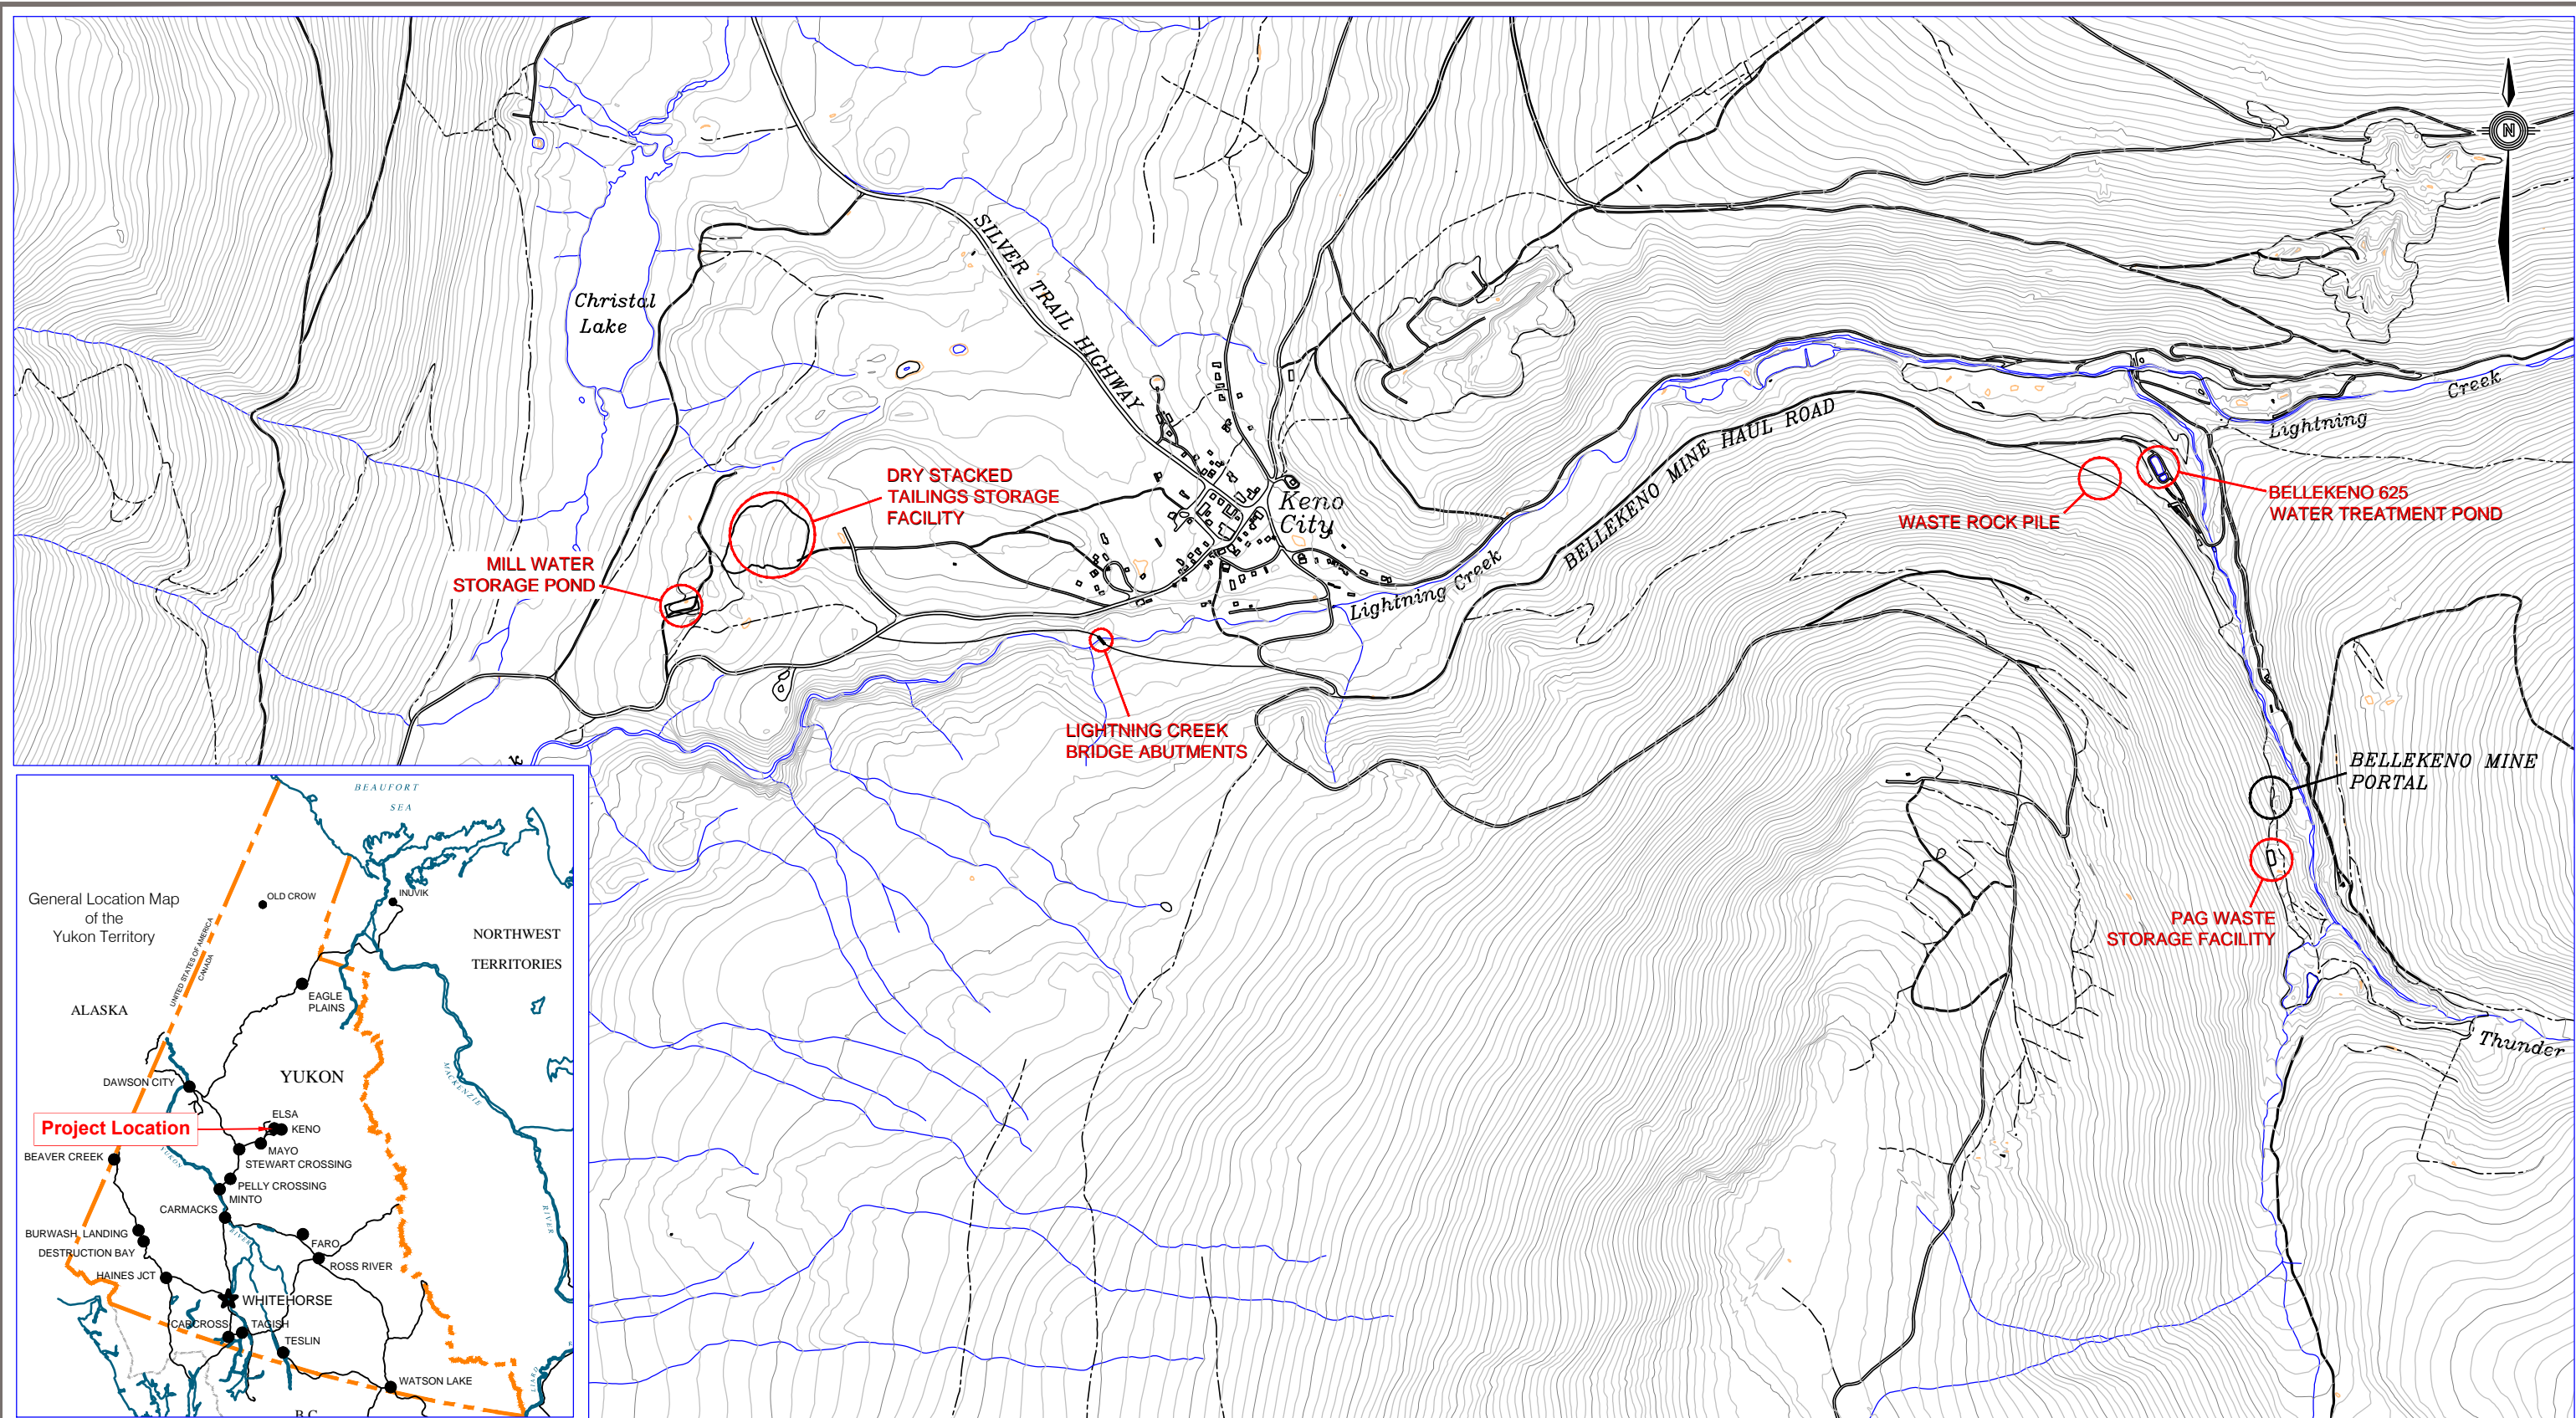 N
Christal
Lake
SILVER TRAIL HIGHWAY
DRY STACKED
TAILINGS STORAGE
FACILITY
Keno
City
MILL WATER
STORAGE POND
Lightning Creek
BELLEKENO MINE HAUL ROAD
Lightning
Creek
WASTE ROCK PILE
BELLEKENO 625
WATER TREATMENT POND
LIGHTNING CREEK
BRIDGE ABUTMENTS
BELLEKENO MINE
PORTAL
PAG WASTE
STORAGE FACILITY
Thunder
k
BEAUFORT
SEA
General Location Map
of the
Yukon Territory
OLD CROW
INUVIK
UNITED STATES OF AMERICA
CANADA
NORTHWEST
TERRITORIES
ALASKA
EAGLE
PLAINS
MACKENZIE
RIVER
YUKON
DAWSON CITY
ELSA
Project Location
KENO
MAYO
BEAVER CREEK
STEWART CROSSING
YUKON
PELLY CROSSING
MINTO
CARMACKS
RIVER
BURWASH LANDING
DESTRUCTION BAY
FARO
ROSS RIVER
HAINES JCT
WHITEHORSE
CARCROSS
TAGISH
TESLIN
WATSON LAKE
LIARD
B.C.